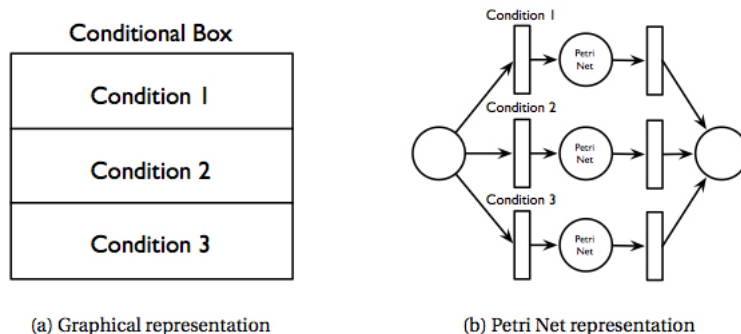 Conditional Box
Condition 1
Condition 2
Condition 3
(a) Graphical representation
Condition 1
Petri
Net
Condition 2
Petri
Net
Condition 3
Petri
Net
(b) Petri Net representation